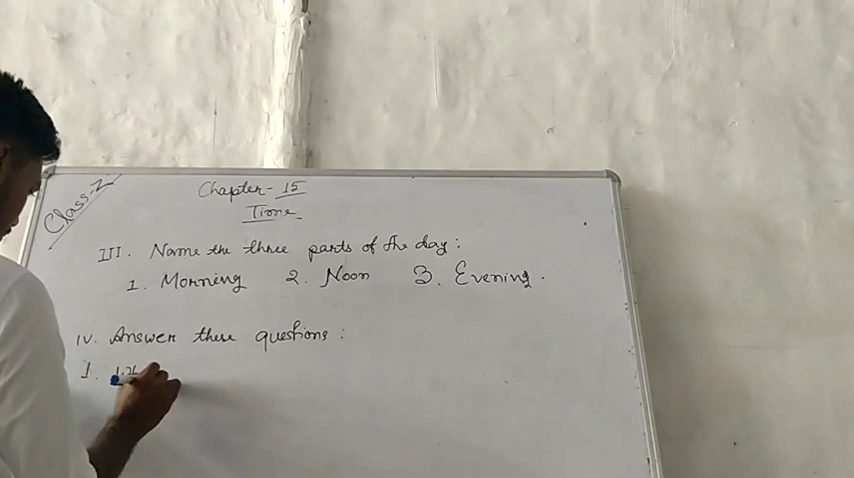 Class-2
Chapter-15
Time
III. Name the three parts of the day:
1. Morning 2. Noon 3. Evening.
IV. Answer these questions:
1.